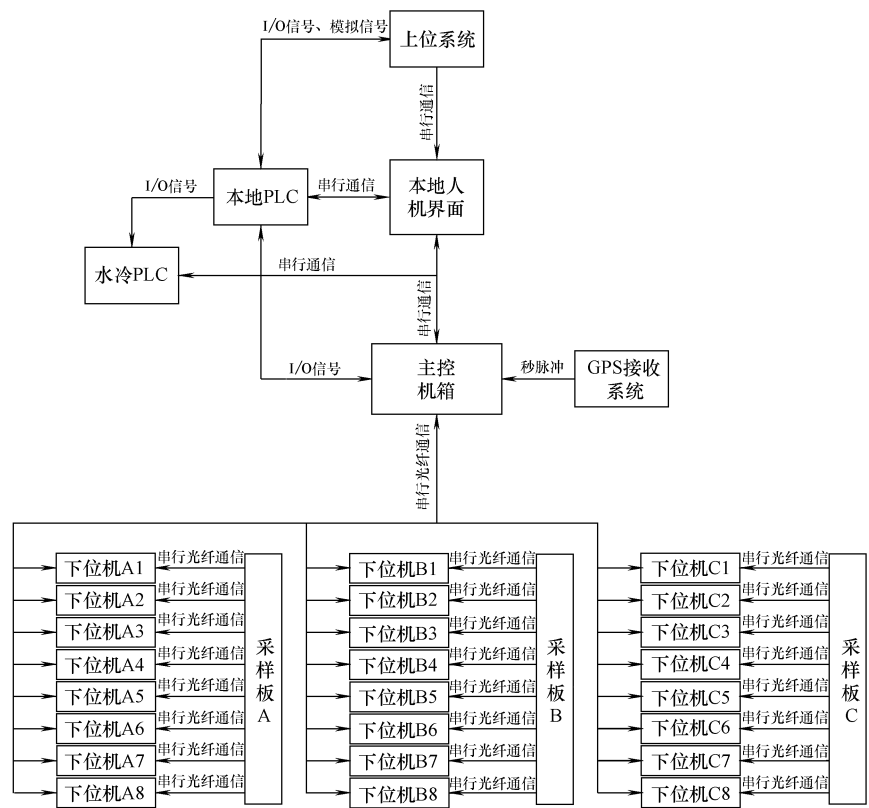 I/O信号、模拟信号
上位系统
串行通信
I/O信号
本地PLC
串行通信
本地人
机界面
水冷PLC
串行通信
串行通信
I/O信号
主控
机箱
秒脉冲
GPS接收
系统
串行光纤通信
下位机A1
串行光纤通信
下位机A2
串行光纤通信
下位机A3
串行光纤通信
下位机A4
串行光纤通信
下位机A5
串行光纤通信
下位机A6
串行光纤通信
下位机A7
串行光纤通信
下位机A8
串行光纤通信
采样板A
下位机B1
串行光纤通信
下位机B2
串行光纤通信
下位机B3
串行光纤通信
下位机B4
串行光纤通信
下位机B5
串行光纤通信
下位机B6
串行光纤通信
下位机B7
串行光纤通信
下位机B8
串行光纤通信
采样板B
下位机C1
串行光纤通信
下位机C2
串行光纤通信
下位机C3
串行光纤通信
下位机C4
串行光纤通信
下位机C5
串行光纤通信
下位机C6
串行光纤通信
下位机C7
串行光纤通信
下位机C8
串行光纤通信
采样板C